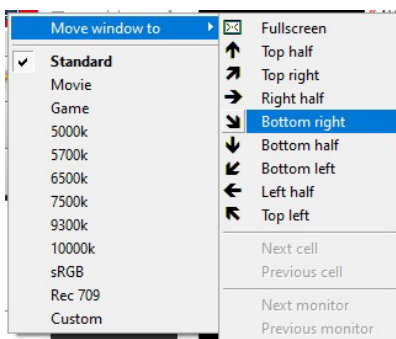 Move window to
Standard
Movie
Game
5000k
5700k
6500k
7500k
9300k
10000k
sRGB
Rec 709
Custom
Fullscreen
Top half
Top right
Right half
Bottom right
Bottom half
Bottom left
Left half
Top left
Next cell
Previous cell
Next monitor
Previous monitor